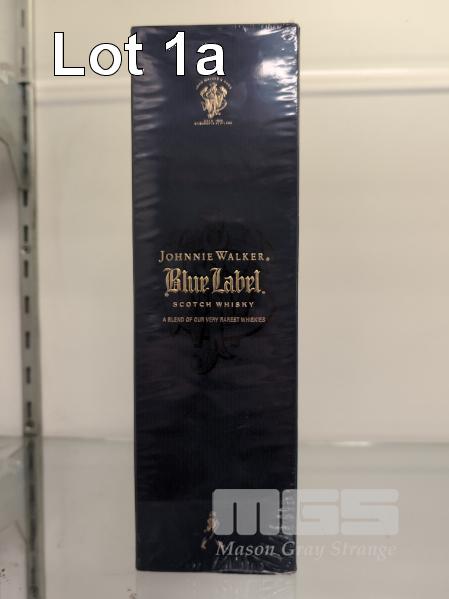 Lot 1a
JOHNNIE WALKER®
Blue Label
SCOTCH WHISKY
A BLEND OF OUR VERY RAREST WHISKIES
MGS
Mason Gray Strange